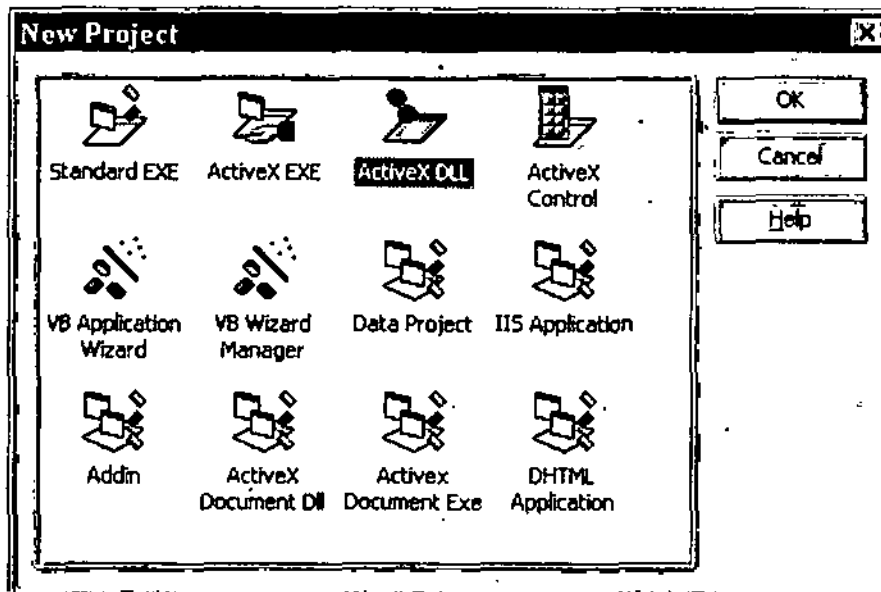 New Project
Standard EXE ActiveX EXE ActiveX DLL ActiveX
Control
VB Application VB Wizard Data Project IIS Application
Wizard Manager
Addin ActiveX Activex DHTML
Document Dll Document Exe Application
OK
Cancel
Help